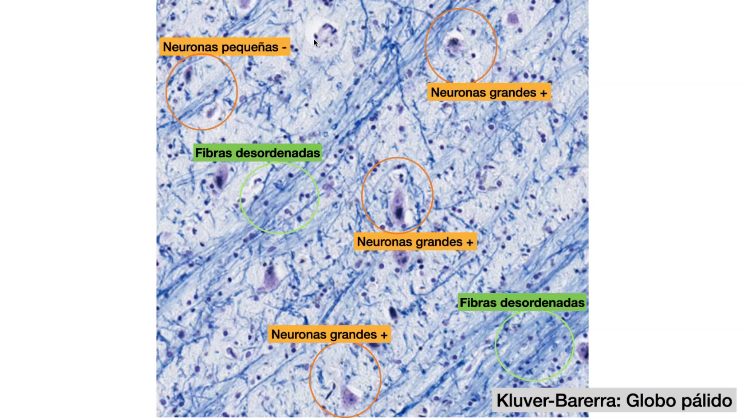 Neuronas pequeñas -
Neuronas grandes +
Fibras desordenadas
Neuronas grandes +
Fibras desordenadas
Neuronas grandes +
Kluver-Barerra: Globo pálido